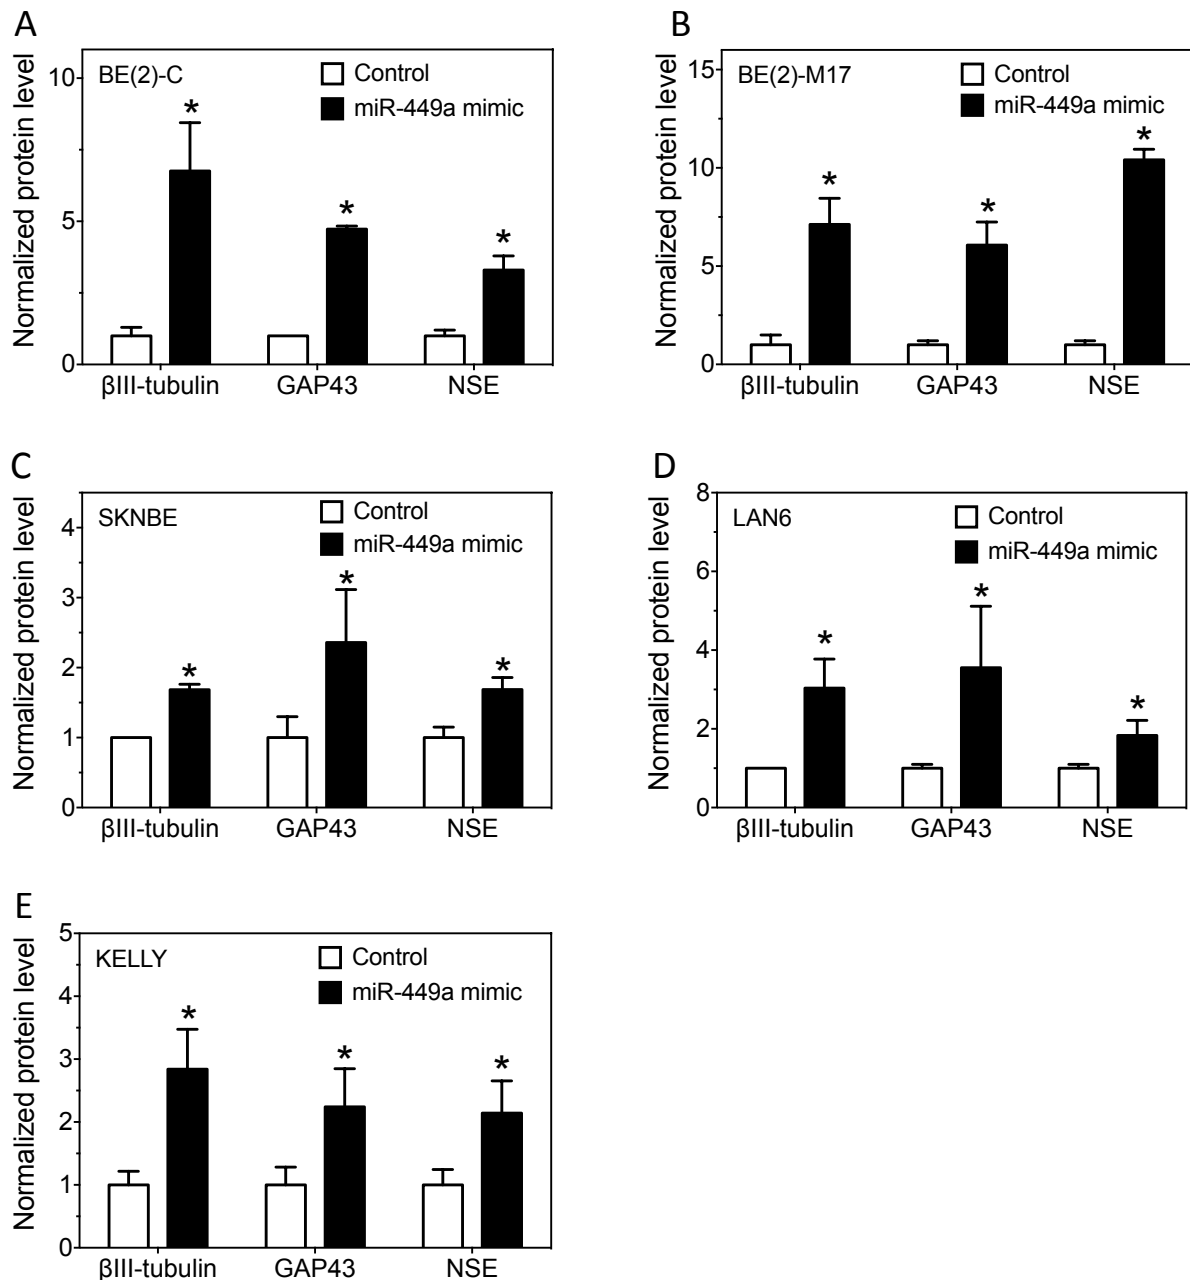 A
Normalized protein level
10
5
0
BE(2)-C
Control
miR-449a mimic
*
*
*
βIII-tubulin GAP43 NSE
B
Normalized protein level
15
10
5
0
BE(2)-M17
Control
miR-449a mimic
*
*
*
βIII-tubulin GAP43 NSE
C
Normalized protein level
4
3
2
1
0
SKNBE
Control
miR-449a mimic
*
*
*
βIII-tubulin GAP43 NSE
D
Normalized protein level
8
6
4
2
0
LAN6
Control
miR-449a mimic
*
*
*
βIII-tubulin GAP43 NSE
E
Normalized protein level
5
4
3
2
1
0
KELLY
Control
miR-449a mimic
*
*
*
βIII-tubulin GAP43 NSE